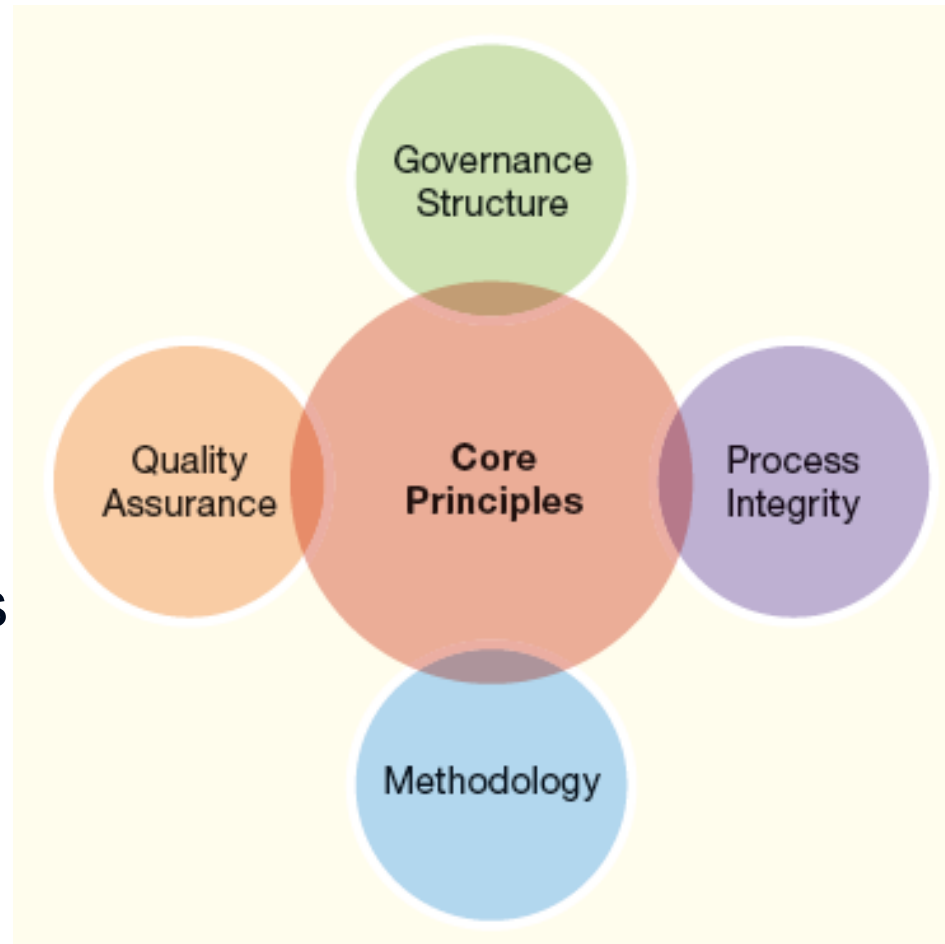 Governance
Structure
Quality
Assurance
Core
Principles
Process
Integrity
s
Methodology